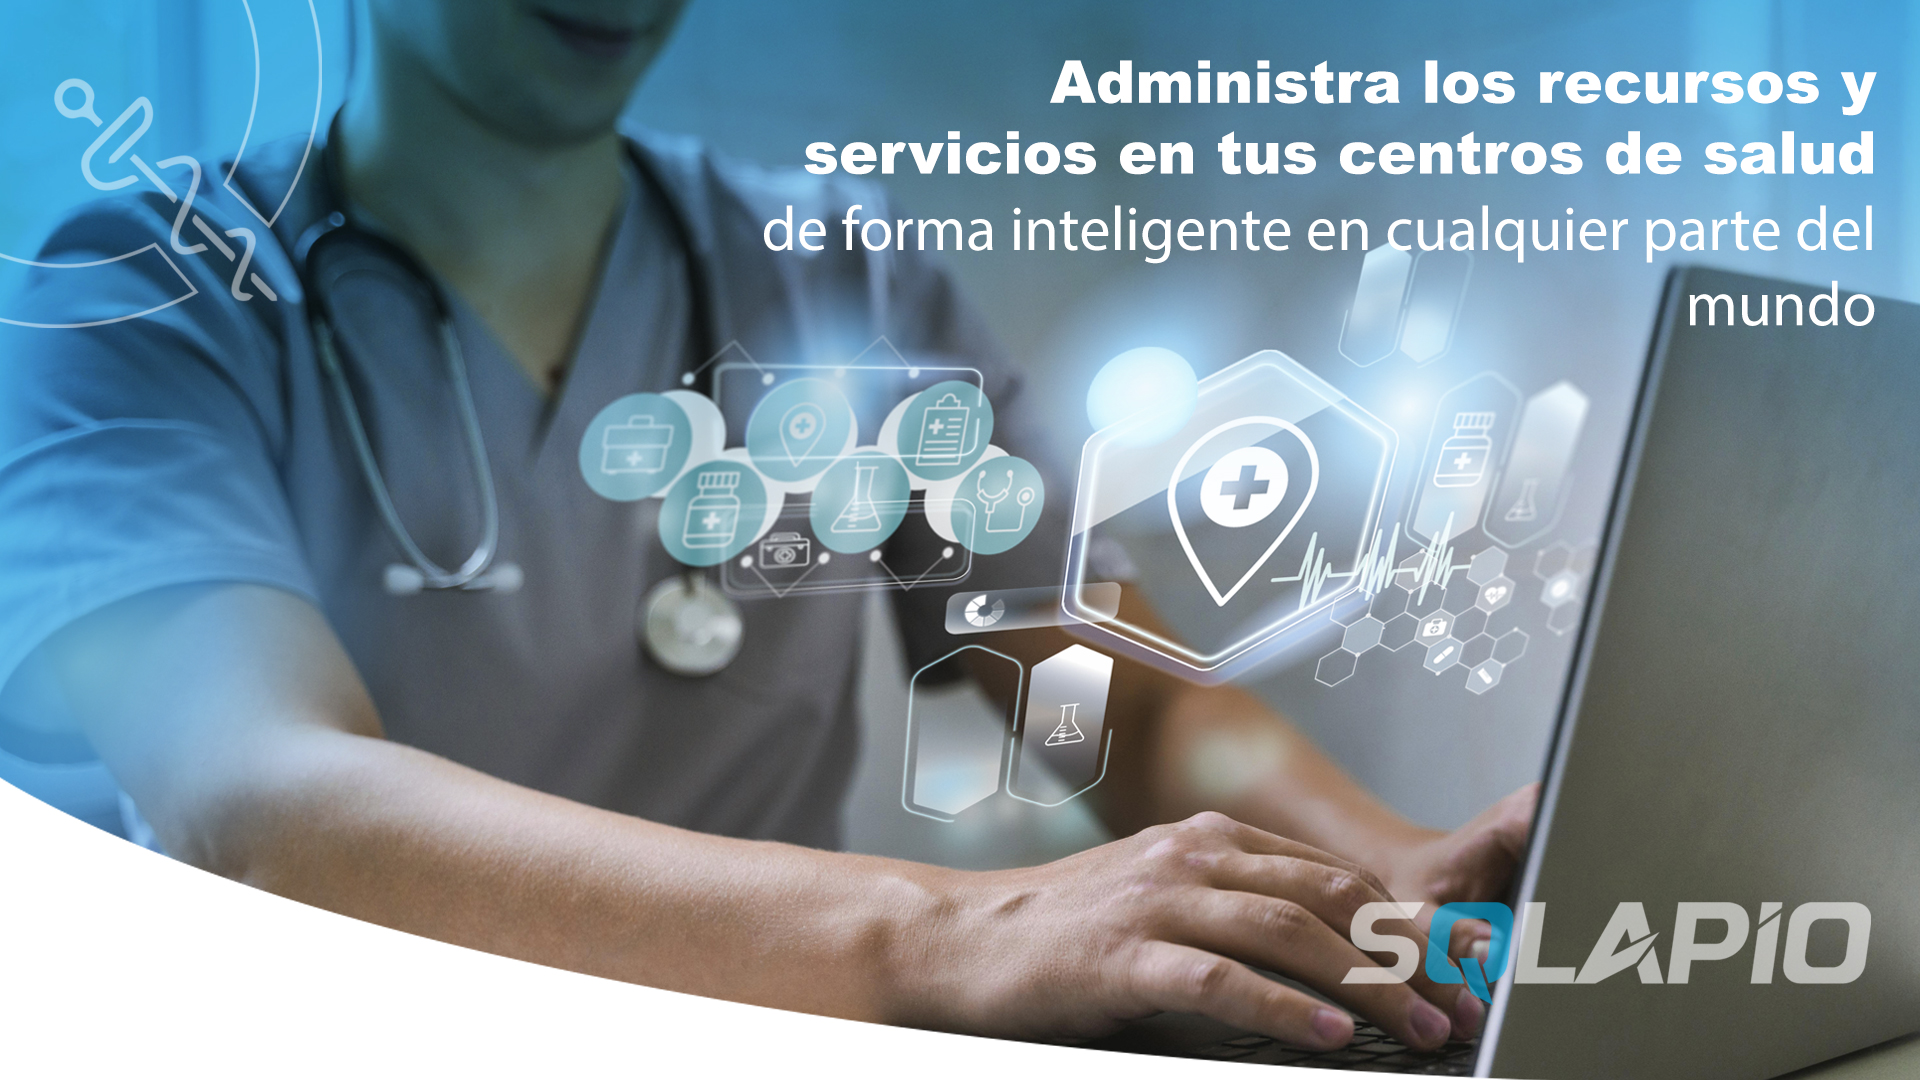 Administra los recursos y
servicios en tus centros de salud
de forma inteligente en cualquier parte del
mundo
SQLAPIO